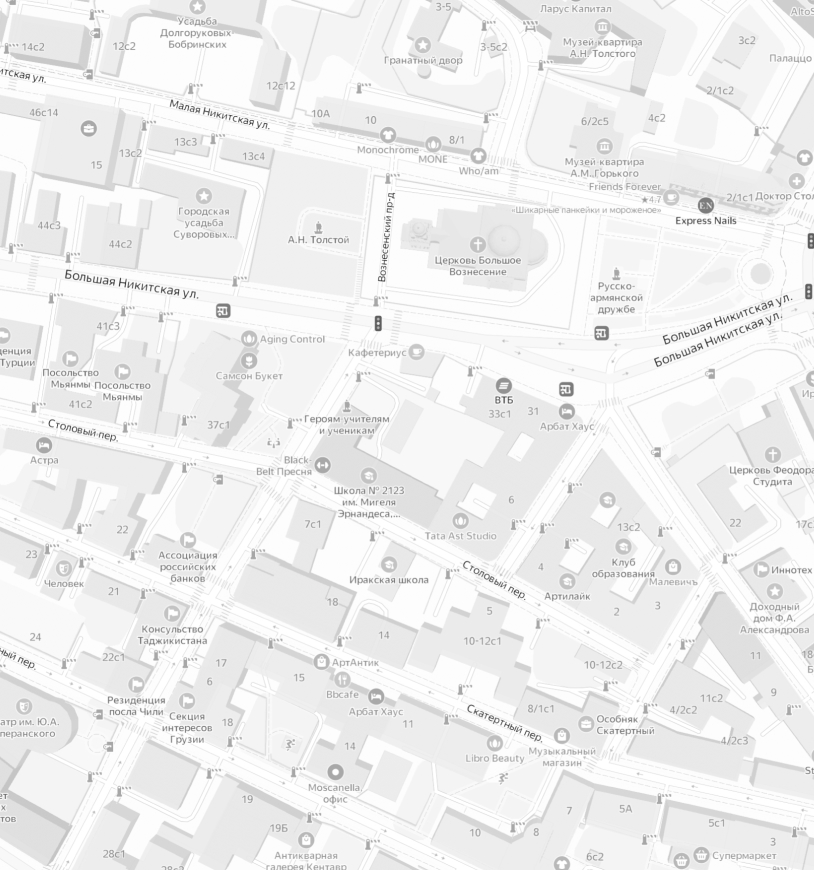 3-5
Ларус Капитал
AltoS
Усадьба
Долгоруковых
Бобринских
14с2
12с2
3-5с2
Гранатный двор
Музей-квартира
А.Н. Толстого
3с2
Палаццо
2/1с2
12с12
Малая Никитская ул.
46с14
10А
10
8/1
6/2с5
4с2
15
13с2
13с3
13с4
Monochrome
MONE
Who/am
Музей-квартира
А.М. Горького
Friends Forever
★4.7
2/1с1
Доктор Стол
«Шикарные панкейки и мороженое»
EN
Express Nails
44с3
44с2
Городская
усадьба
Суворовых...
А.Н. Толстой
Вознесенский пр-д
Церковь Большое
Вознесение
Русско-
армянской
дружбе
Большая Никитская ул.
Большая Никитская ул.
Большая Никитская ул.
41с3
Aging Control
Кафетериус
Посольство
Мьянмы
Посольство
Мьянмы
Турции
41с2
Самсон Букет
ВТБ
33с1
31
Арбат Хаус
37с1
Героям-учителям
и ученикам
Столовый пер.
Астра
Black-
Belt Пресня
Школа № 2123
им. Мигеля
Эрнандеса,...
6
Церковь Феодора
Студита
Tata Ast Studio
22
7с1
13с2
22
23
Ассоциация
российских
банков
Иракская школа
Клуб
образования
Малевичъ
Иннотех
Человек
21
18
Столовый пер.
4
Артилайк
2
3
Доходный
дом Ф.А.
Александрова
24
Консульство
Таджикистана
14
5
10-12с1
22с1
17
АртАнтик
10-12с2
11
15
6
Bbcafe
Арбат Хаус
Резиденция
посла Чили
Секция
интересов
Грузии
18
11
Скатертный пер.
8/1с1
11с2
4/2с2
9
Особняк
Скатертный
4/2с3
14
Libro Beauty
Музыкальный
магазин
Moscanella,
офис
19
19Б
7
5А
5с1
10
8
3
28с1
Антикварная
галерея Кентавр
6с2
Супермаркет